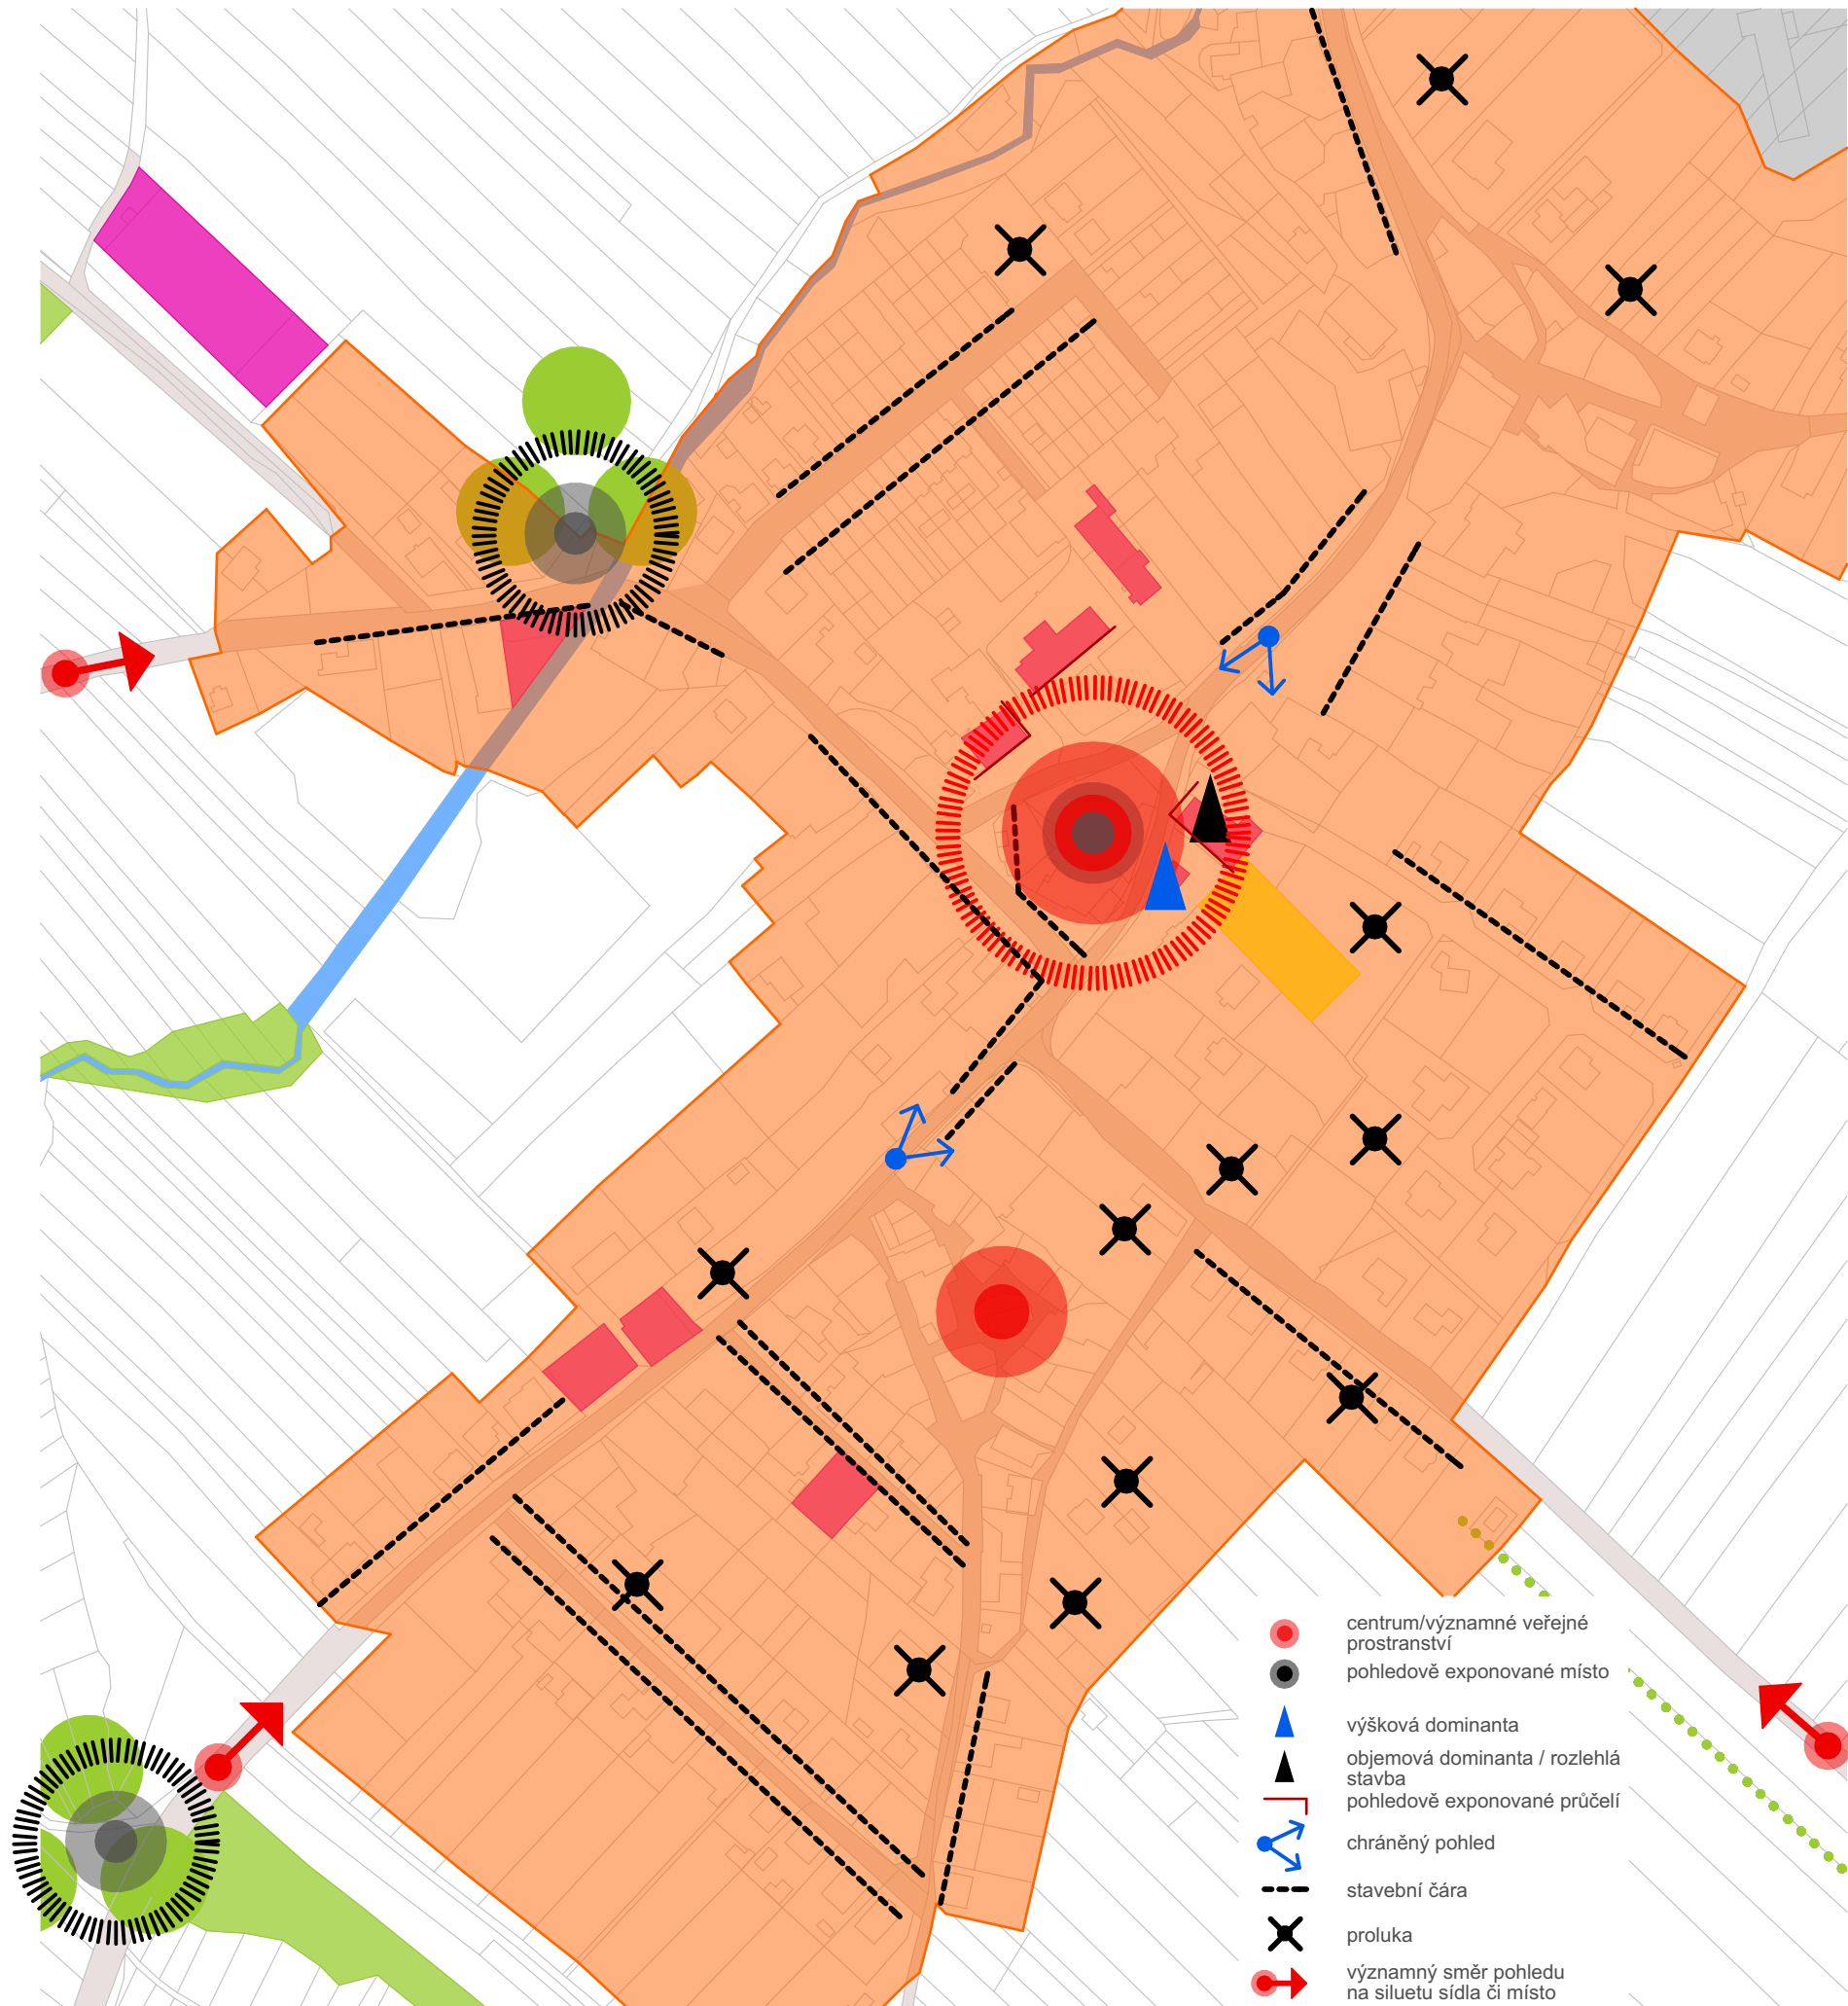 centrum/významné veřejné
prostranství
pohledově exponované místo
výšková dominanta
objemová dominanta / rozlehlá
stavba
pohledově exponované průčelí
chráněný pohled
stavební čára
proluka
významný směr pohledu
na siluetu sídla či místo